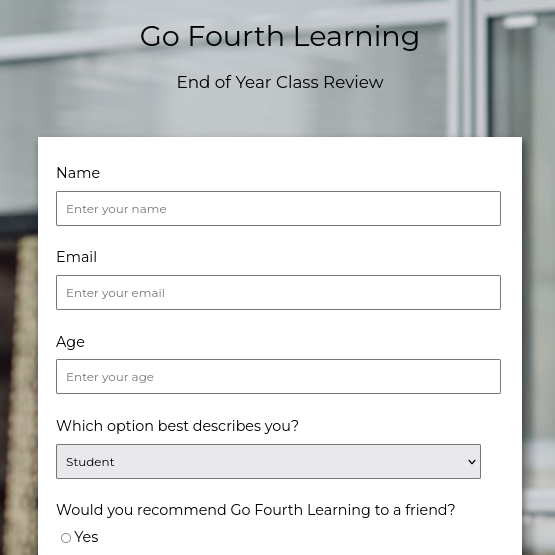 Go Fourth Learning
End of Year Class Review
Name
Enter your name
Email
Enter your email
Age
Enter your age
Which option best describes you?
Student
Would you recommend Go Fourth Learning to a friend?
Yes